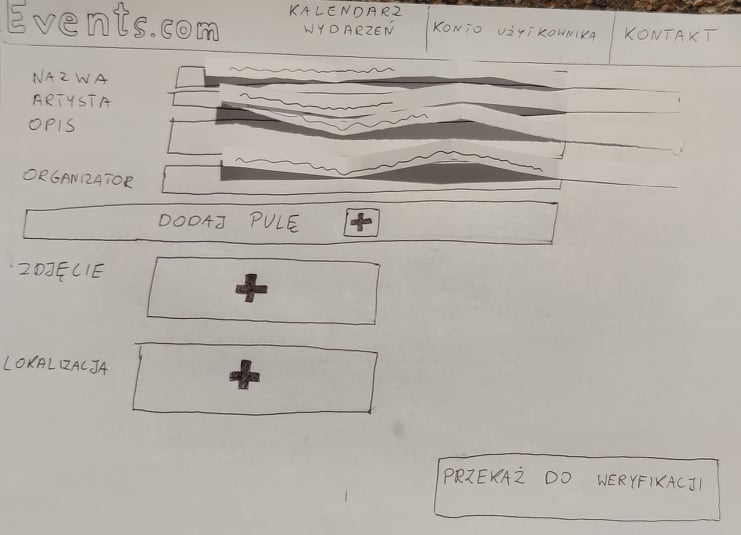 Events.com
KALENDARZ
WYDARZEŃ
KONTO UŻYTKOWNIKA
KONTAKT
NAZWA
ARTYSTA
OPIS
ORGANIZATOR
DODAJ PULĘ
ZDJĘCIE
LOKALIZACJA
PRZEKAŻ DO WERYFIKACJI